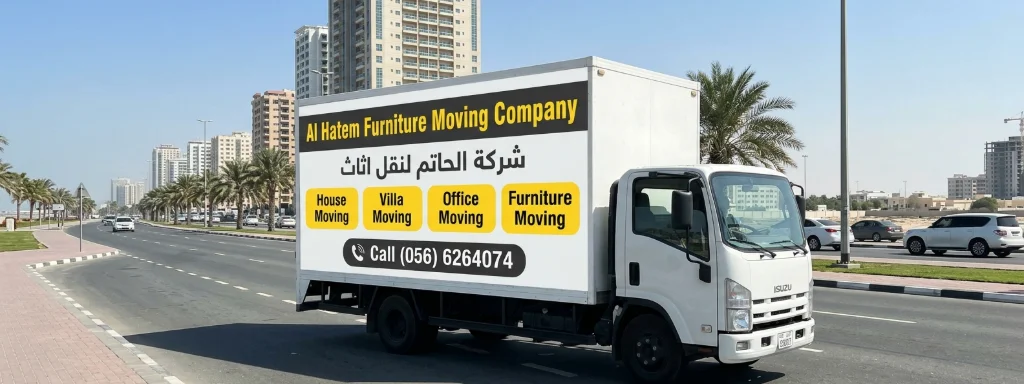 Al Hatem Furniture Moving Company
شركة الحاتم لنقل اثاث
House Moving
Villa Moving
Office Moving
Furniture Moving
Call (056) 6264074
ISUZU